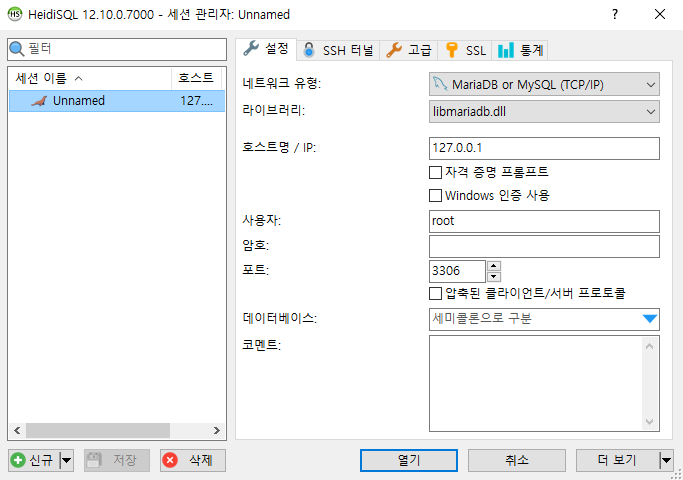 HeidiSQL 12.10.0.7000 - 세션 관리자: Unnamed
필터
세션 이름 호스트
Unnamed 127....
설정 SSH 터널 고급 SSL 통계
네트워크 유형: MariaDB or MySQL (TCP/IP)
라이브러리: libmariadb.dll
호스트명 / IP: 127.0.0.1
자격 증명 프롬프트
Windows 인증 사용
사용자: root
암호:
포트: 3306
압축된 클라이언트/서버 프로토콜
데이터베이스: 세미콜론으로 구분
코멘트:
신규 저장 삭제 열기 취소 더 보기